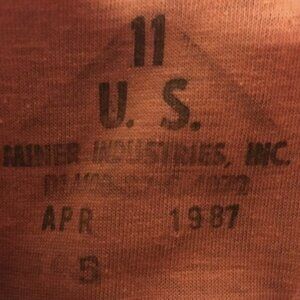 11
U. S.
MINER INDUSTRIES, INC.
APR 1987
S